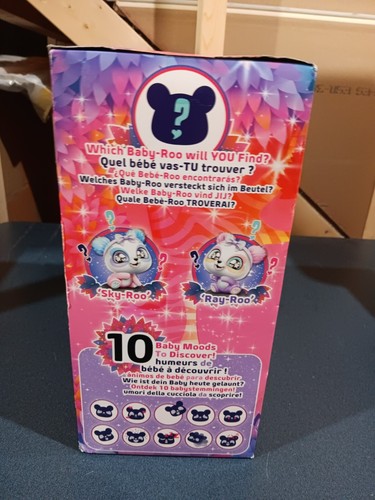 ?
Which Baby-Roo will YOU Find?
Quel bébé vas-TU trouver ?
¿Qué Bebé-Roo encontrarás?
Welches Baby-Roo versteckt sich im Beutel?
Welke Baby-Roo vind JIJ?
Quale Bebé-Roo TROVERAI?
? ? ? ?
'Sky-Roo' 'Ray-Roo'
10 Baby Moods
To Discover!
humeurs de
bébé à découvrir !
ánimos de bebé para descubrir
Wie ist dein Baby heute gelaunt?
Ontdek 10 babystemmingen!
umori della cucciola da scoprire!